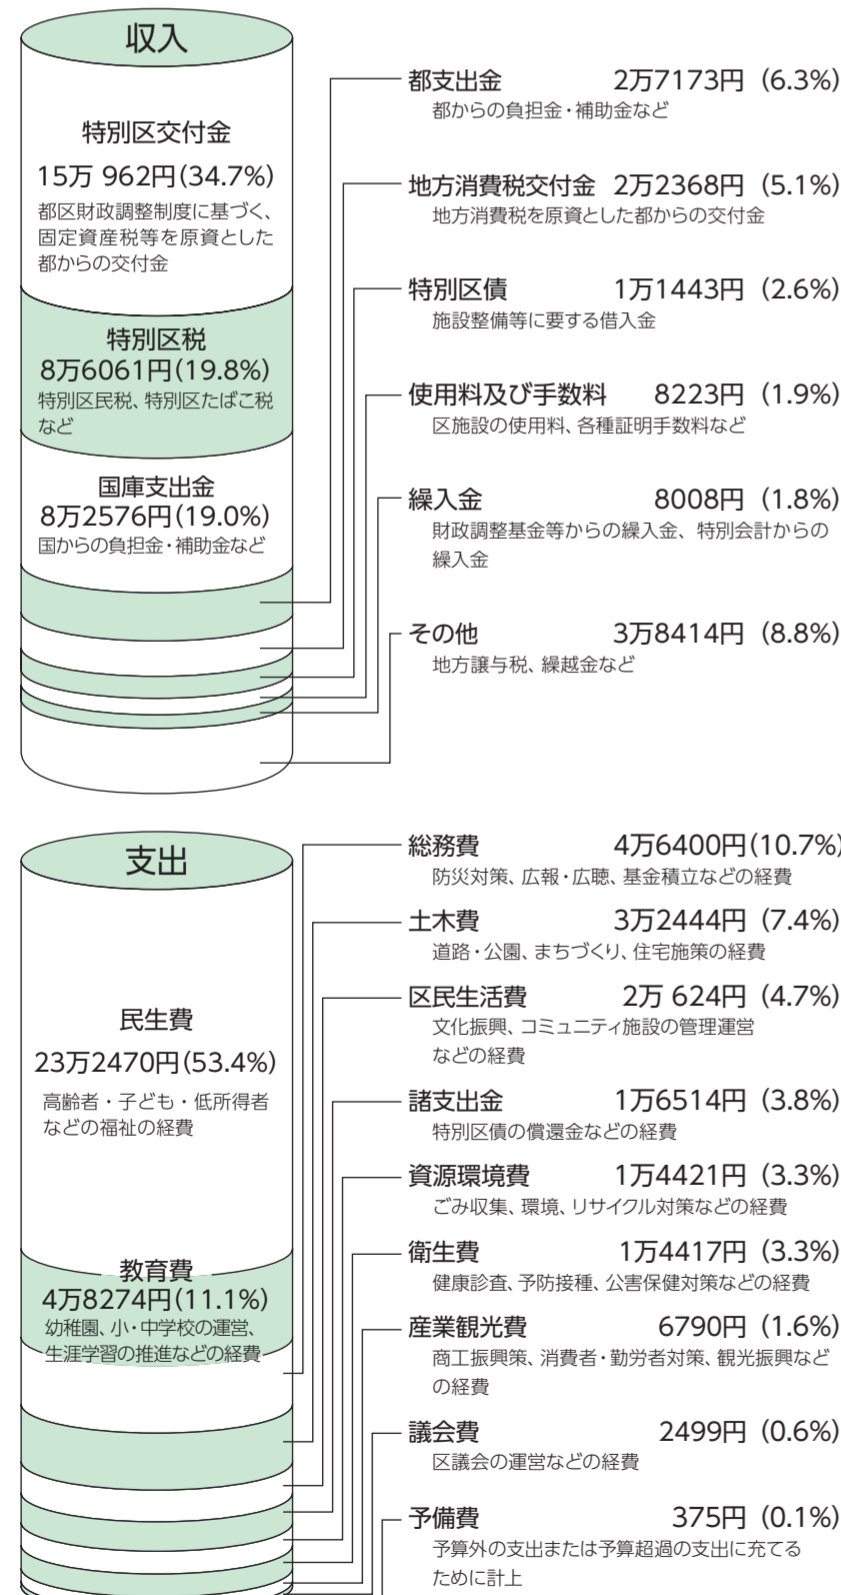 収入
特別区交付金
15万 962円(34.7%)
都区財政調整制度に基づく、
固定資産税等を原資とした
都からの交付金
特別区税
8万6061円(19.8%)
特別区民税、特別区たばこ税
など
国庫支出金
8万2576円(19.0%)
国からの負担金・補助金など
都支出金 2万7173円 (6.3%)
都からの負担金・補助金など
地方消費税交付金 2万2368円 (5.1%)
地方消費税を原資とした都からの交付金
特別区債 1万1443円 (2.6%)
施設整備等に要する借入金
使用料及び手数料 8223円 (1.9%)
区施設の使用料、各種証明手数料など
繰入金 8008円 (1.8%)
財政調整基金等からの繰入金、特別会計からの
繰入金
その他 3万8414円 (8.8%)
地方譲与税、繰越金など
支出
民生費
23万2470円(53.4%)
高齢者・子ども・低所得者
などの福祉の経費
教育費
4万8274円(11.1%)
幼稚園、小・中学校の運営、
生涯学習の推進などの経費
総務費 4万6400円(10.7%)
防災対策、広報・広聴、基金積立などの経費
土木費 3万2444円 (7.4%)
道路・公園、まちづくり、住宅施策の経費
区民生活費 2万 624円 (4.7%)
文化振興、コミュニティ施設の管理運営
などの経費
諸支出金 1万6514円 (3.8%)
特別区債の償還金などの経費
資源環境費 1万4421円 (3.3%)
ごみ収集、環境、リサイクル対策などの経費
衛生費 1万4417円 (3.3%)
健康診査、予防接種、公害保健対策などの経費
産業観光費 6790円 (1.6%)
商工振興策、消費者・勤労者対策、観光振興など
の経費
議会費 2499円 (0.6%)
区議会の運営などの経費
予備費 375円 (0.1%)
予算外の支出または予算超過の支出に充てる
ために計上